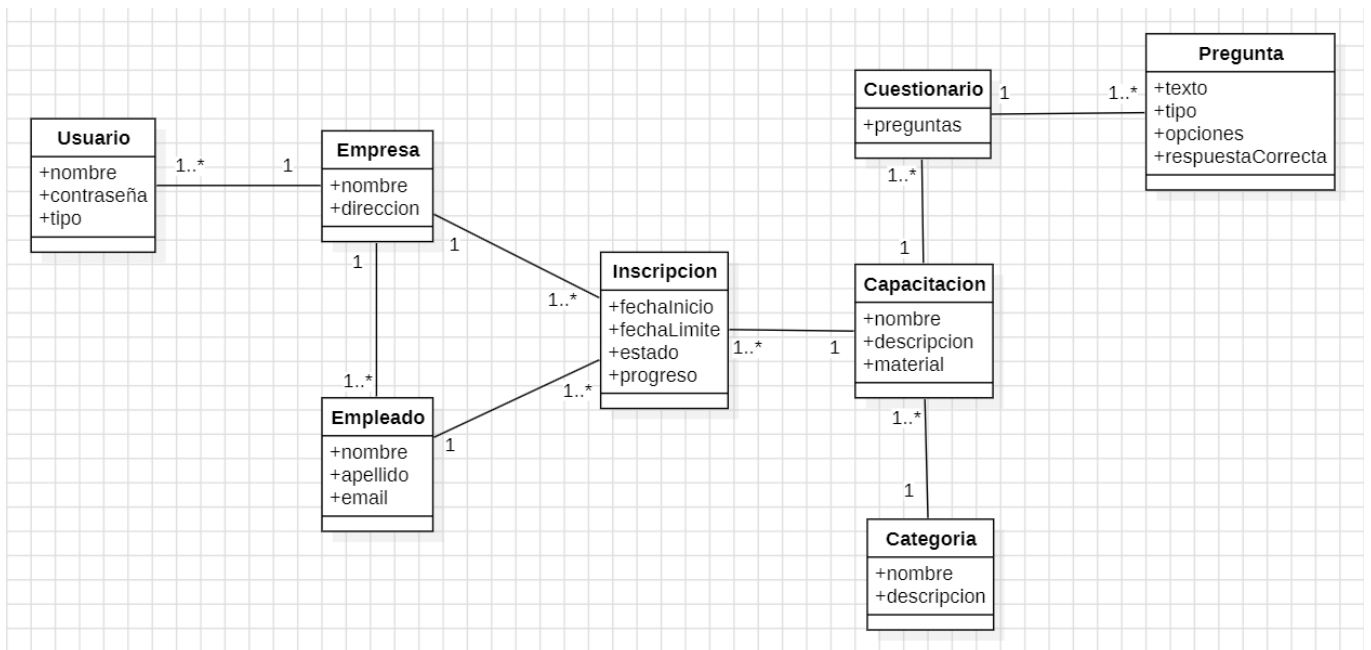 Usuario
+nombre
+contraseña
+tipo
1..*
1
Empresa
+nombre
+direccion
1
1..*
1
1..*
Empleado
+nombre
+apellido
+email
1
1..*
Inscripcion
+fechaInicio
+fechaLimite
+estado
+progreso
1..*
1
Cuestionario
+preguntas
1
1..*
Pregunta
+texto
+tipo
+opciones
+respuestaCorrecta
1..*
1
Capacitacion
+nombre
+descripcion
+material
1..*
1
Categoria
+nombre
+descripcion